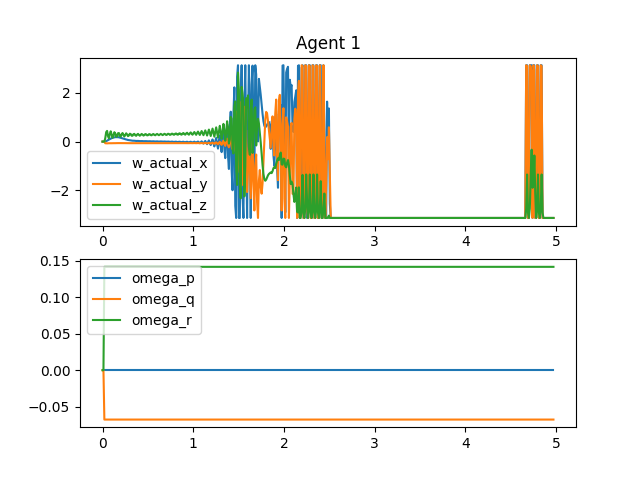 Agent 1
2
0
−2
w_actual_x
w_actual_y
w_actual_z
0 1 2 3 4 5
0.15
0.10
0.05
0.00
−0.05
omega_p
omega_q
omega_r
0 1 2 3 4 5